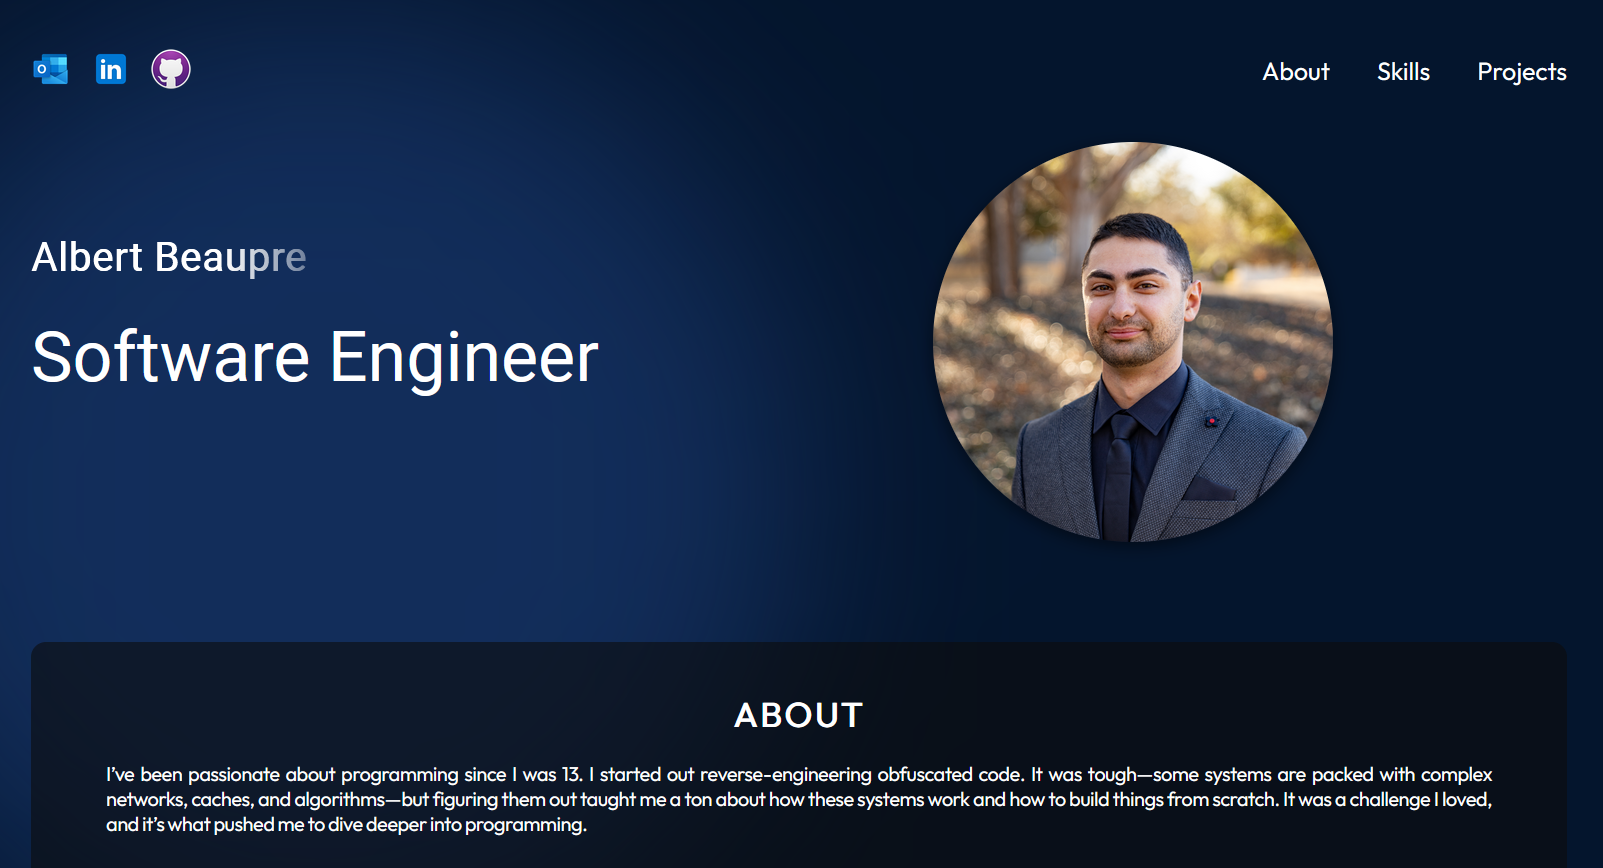 About Skills Projects
Albert Beaupre
Software Engineer
ABOUT
I’ve been passionate about programming since I was 13. I started out reverse-engineering obfuscated code. It was tough—some systems are packed with complex
networks, caches, and algorithms—but figuring them out taught me a ton about how these systems work and how to build things from scratch. It was a challenge I loved,
and it’s what pushed me to dive deeper into programming.